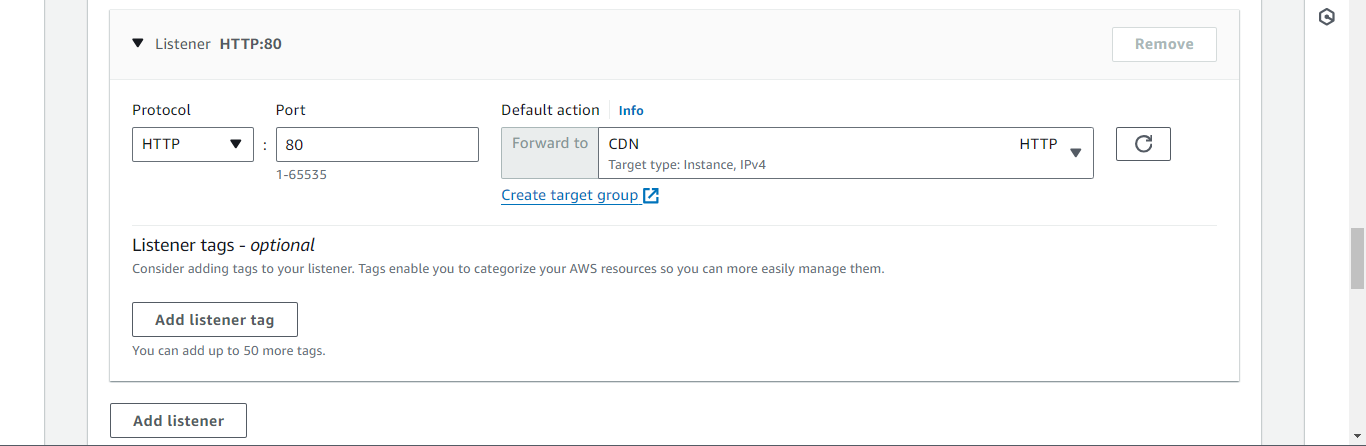 Listener HTTP:80
Remove
Protocol
Port
Default action Info
HTTP
:
80
Forward to
CDN
HTTP
Target type: Instance, IPv4
1-65535
Create target group
Listener tags - optional
Consider adding tags to your listener. Tags enable you to categorize your AWS resources so you can more easily manage them.
Add listener tag
You can add up to 50 more tags.
Add listener